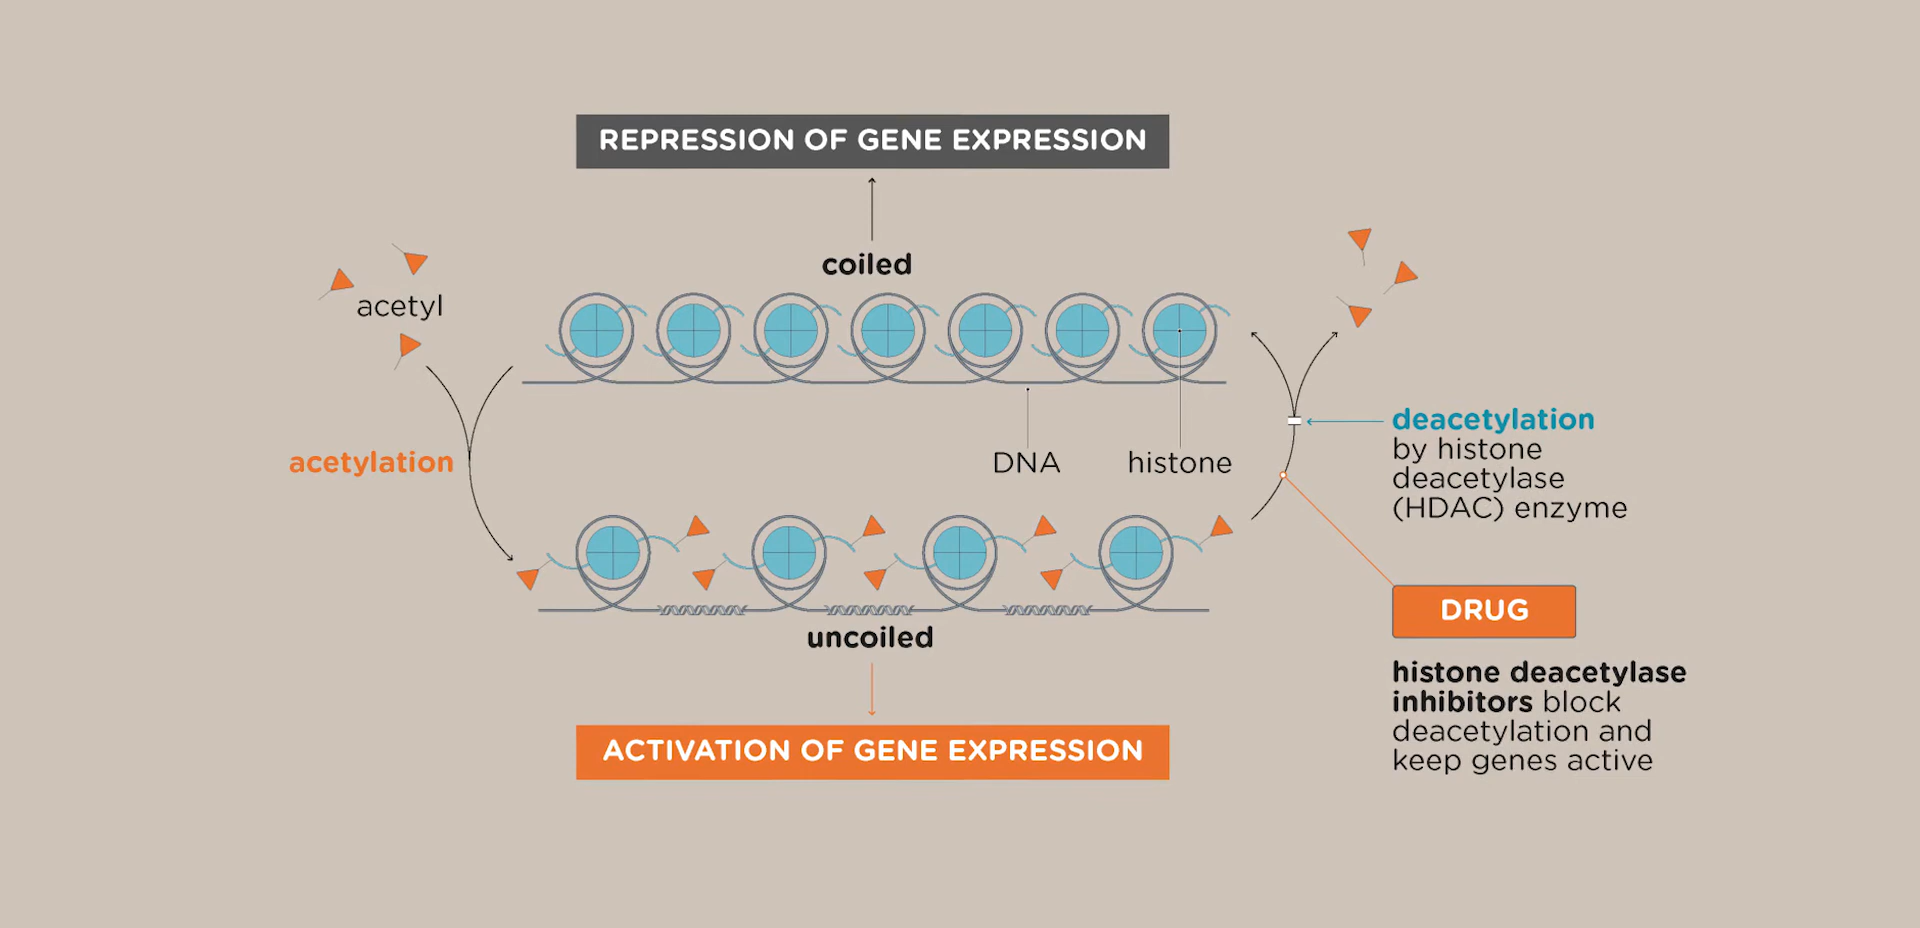 REPRESSION OF GENE EXPRESSION
coiled
acetyl
deacetylation
by histone
deacetylase
(HDAC) enzyme
acetylation
DNA
histone
uncoiled
DRUG
histone deacetylase
inhibitors block
deacetylation and
keep genes active
ACTIVATION OF GENE EXPRESSION